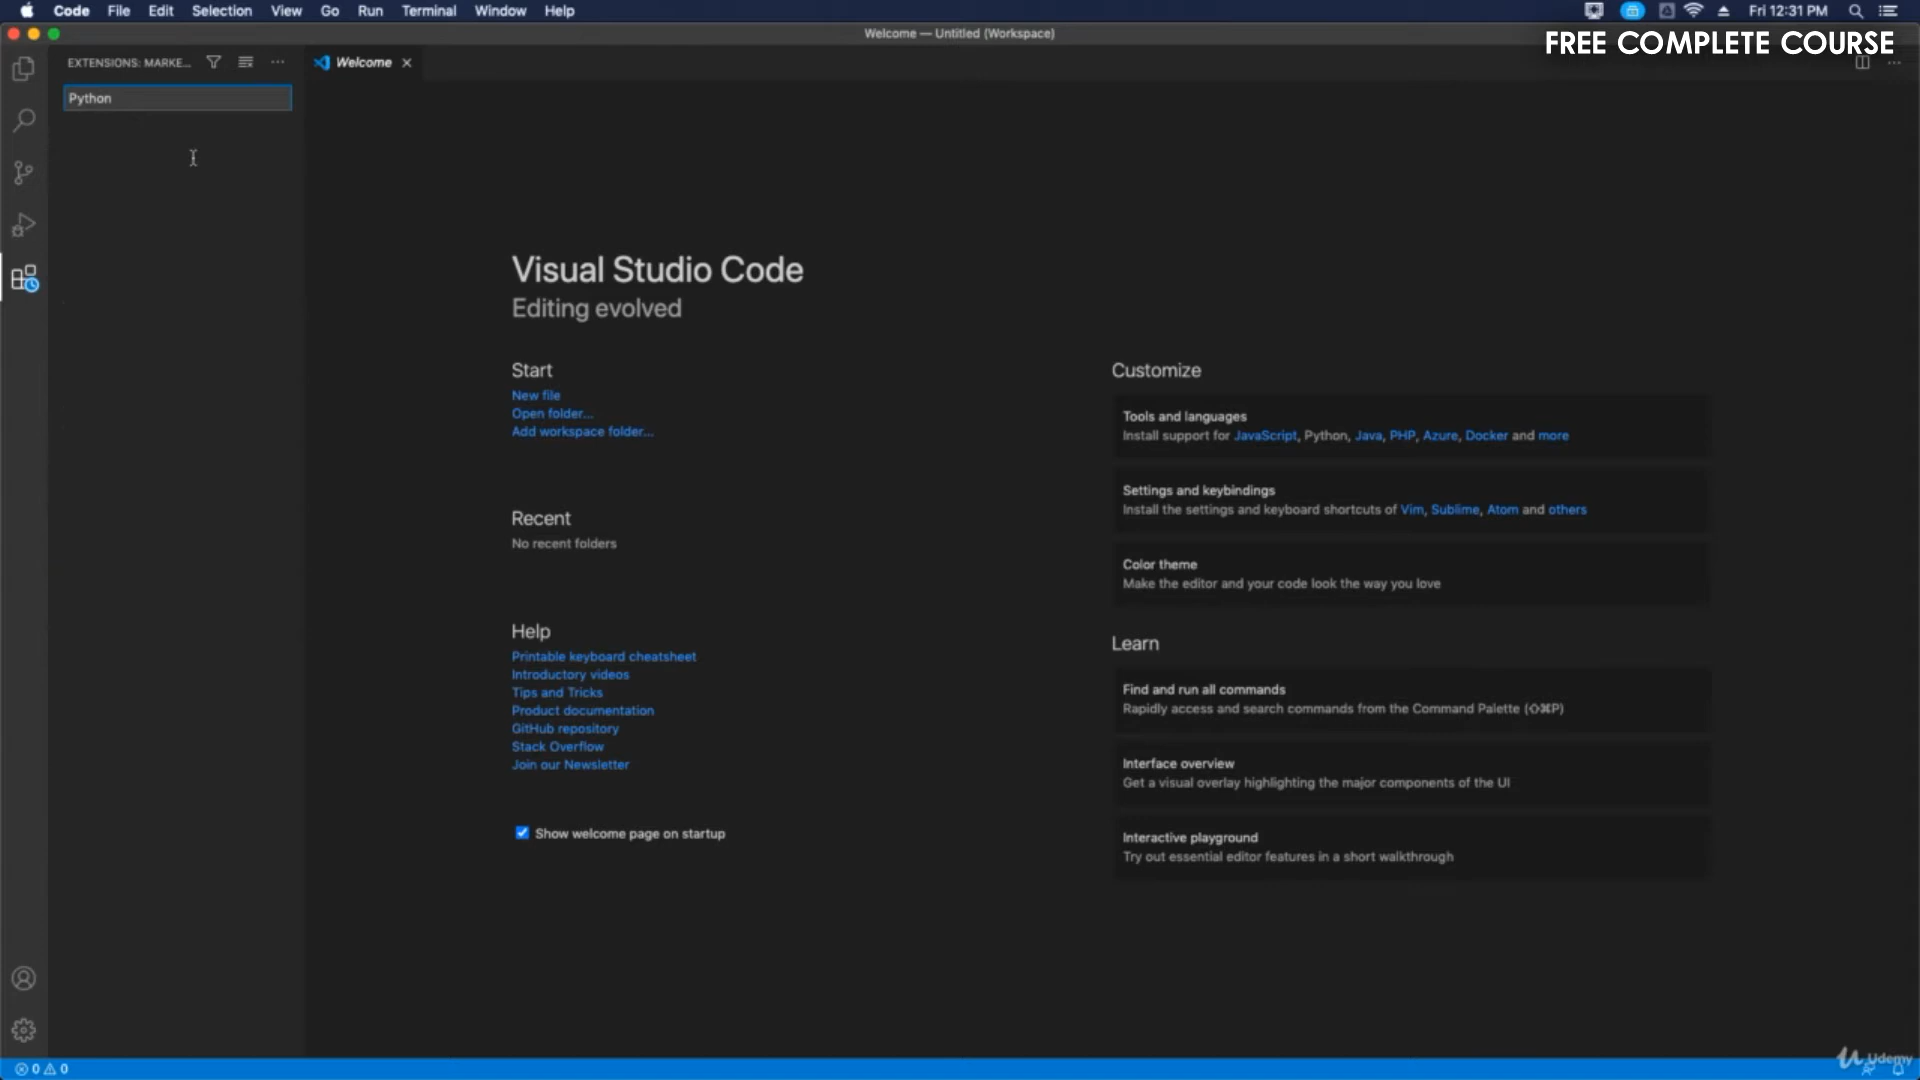 Code File Edit Selection View Go Run Terminal Window Help
Fri 12:31 PM
Welcome — Untitled (Workspace)
FREE COMPLETE COURSE
EXTENSIONS: MARKE...
Welcome
Python
Visual Studio Code
Editing evolved
Start
New file
Open folder...
Add workspace folder...
Recent
No recent folders
Help
Printable keyboard cheatsheet
Introductory videos
Tips and Tricks
Product documentation
GitHub repository
Stack Overflow
Join our Newsletter
Show welcome page on startup
Customize
Tools and languages
Install support for JavaScript, Python, Java, PHP, Azure, Docker and more
Settings and keybindings
Install the settings and keyboard shortcuts of Vim, Sublime, Atom and others
Color theme
Make the editor and your code look the way you love
Learn
Find and run all commands
Rapidly access and search commands from the Command Palette (⇧⌘P)
Interface overview
Get a visual overlay highlighting the major components of the UI
Interactive playground
Try out essential editor features in a short walkthrough
0 0
Udemy